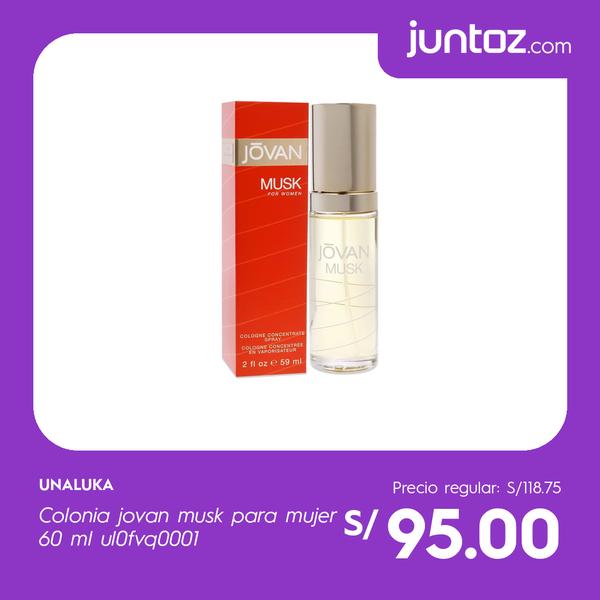 juntoz.com
JŌVAN
MUSK
FOR WOMEN
COLOGNE CONCENTRATE
SPRAY
COLOGNE CONCENTRÉE
EN VAPORISATEUR
2 fl oz e 59 ml
JŌVAN
MUSK
UNALUKA
Colonia jovan musk para mujer
60 ml ul0fvq0001
Precio regular: S/118.75
S/ 95.00